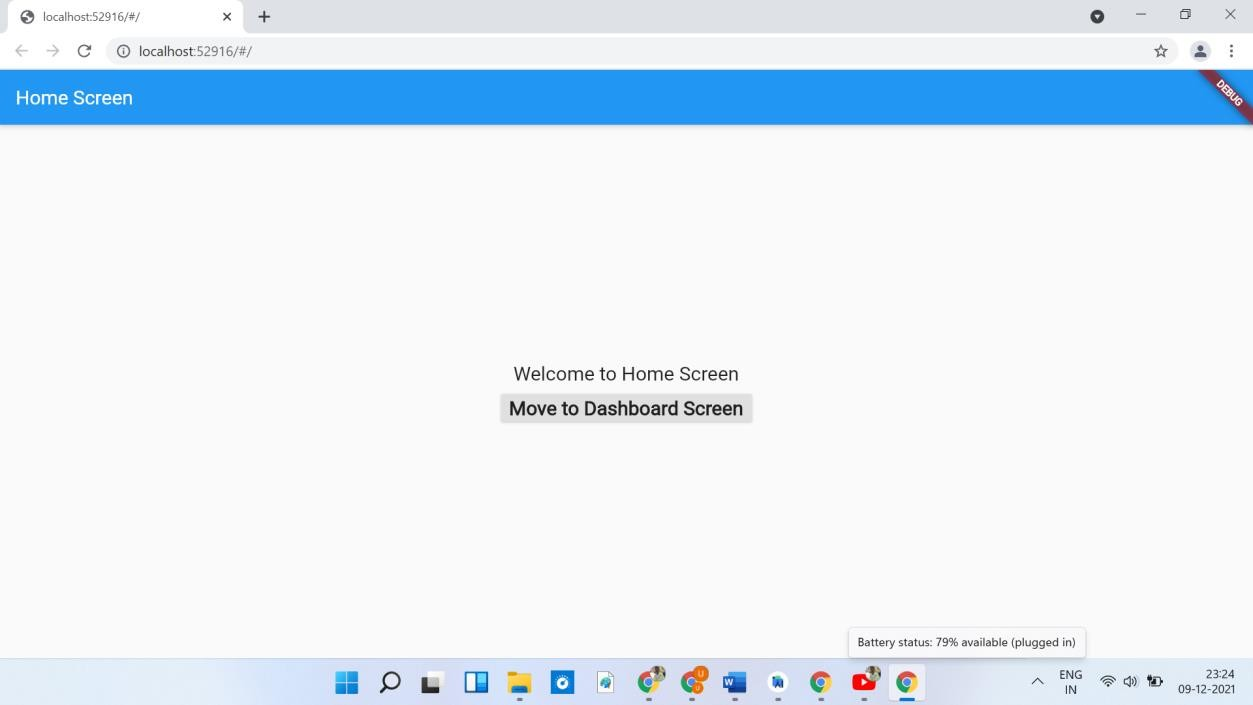 localhost:52916/#/
localhost:52916/#/
Home Screen
DEBUG
Welcome to Home Screen
Move to Dashboard Screen
Battery status: 79% available (plugged in)
ENG
IN
23:24
09-12-2021